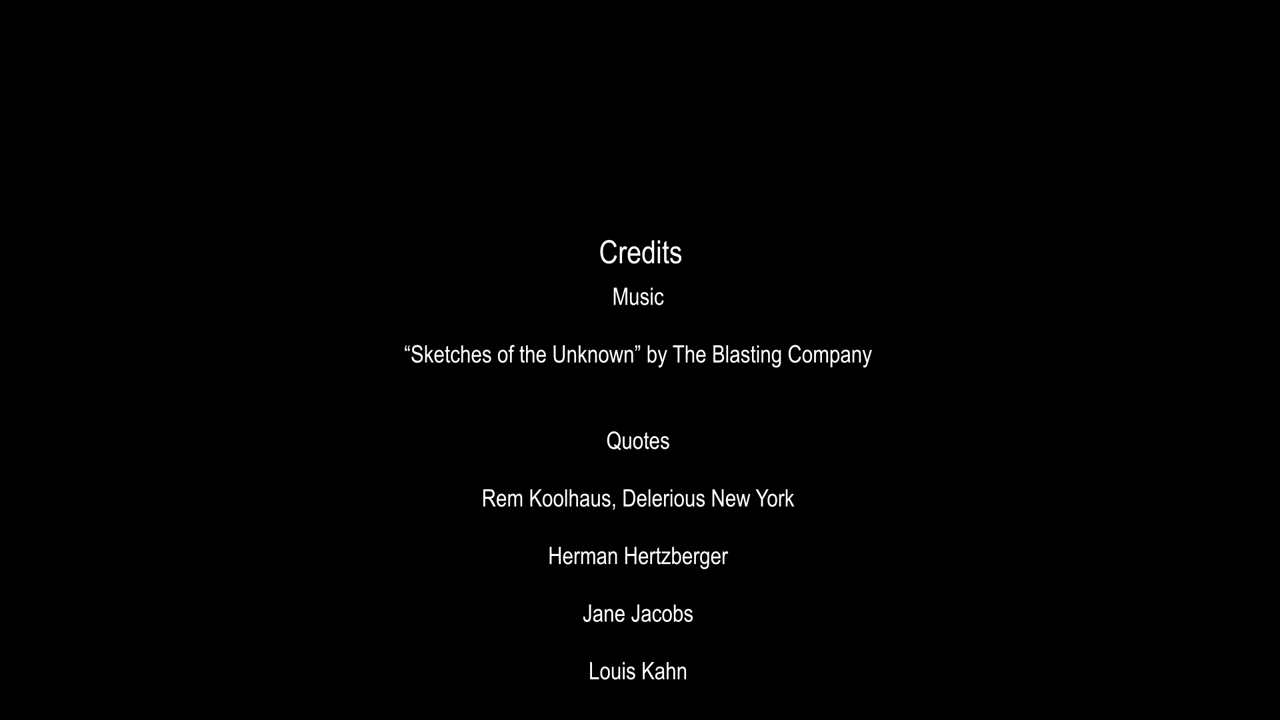 Credits
Music
“Sketches of the Unknown” by The Blasting Company
Quotes
Rem Koolhaus, Delerious New York
Herman Hertzberger
Jane Jacobs
Louis Kahn